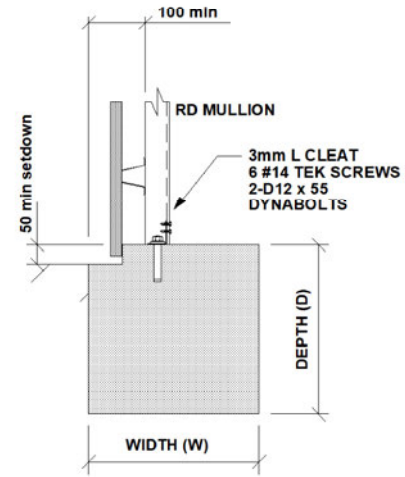 100 min
RD MULLION
3mm L CLEAT
6 #14 TEK SCREWS
2-D12 x 55
DYNABOLTS
50 min setdown
DEPTH (D)
WIDTH (W)